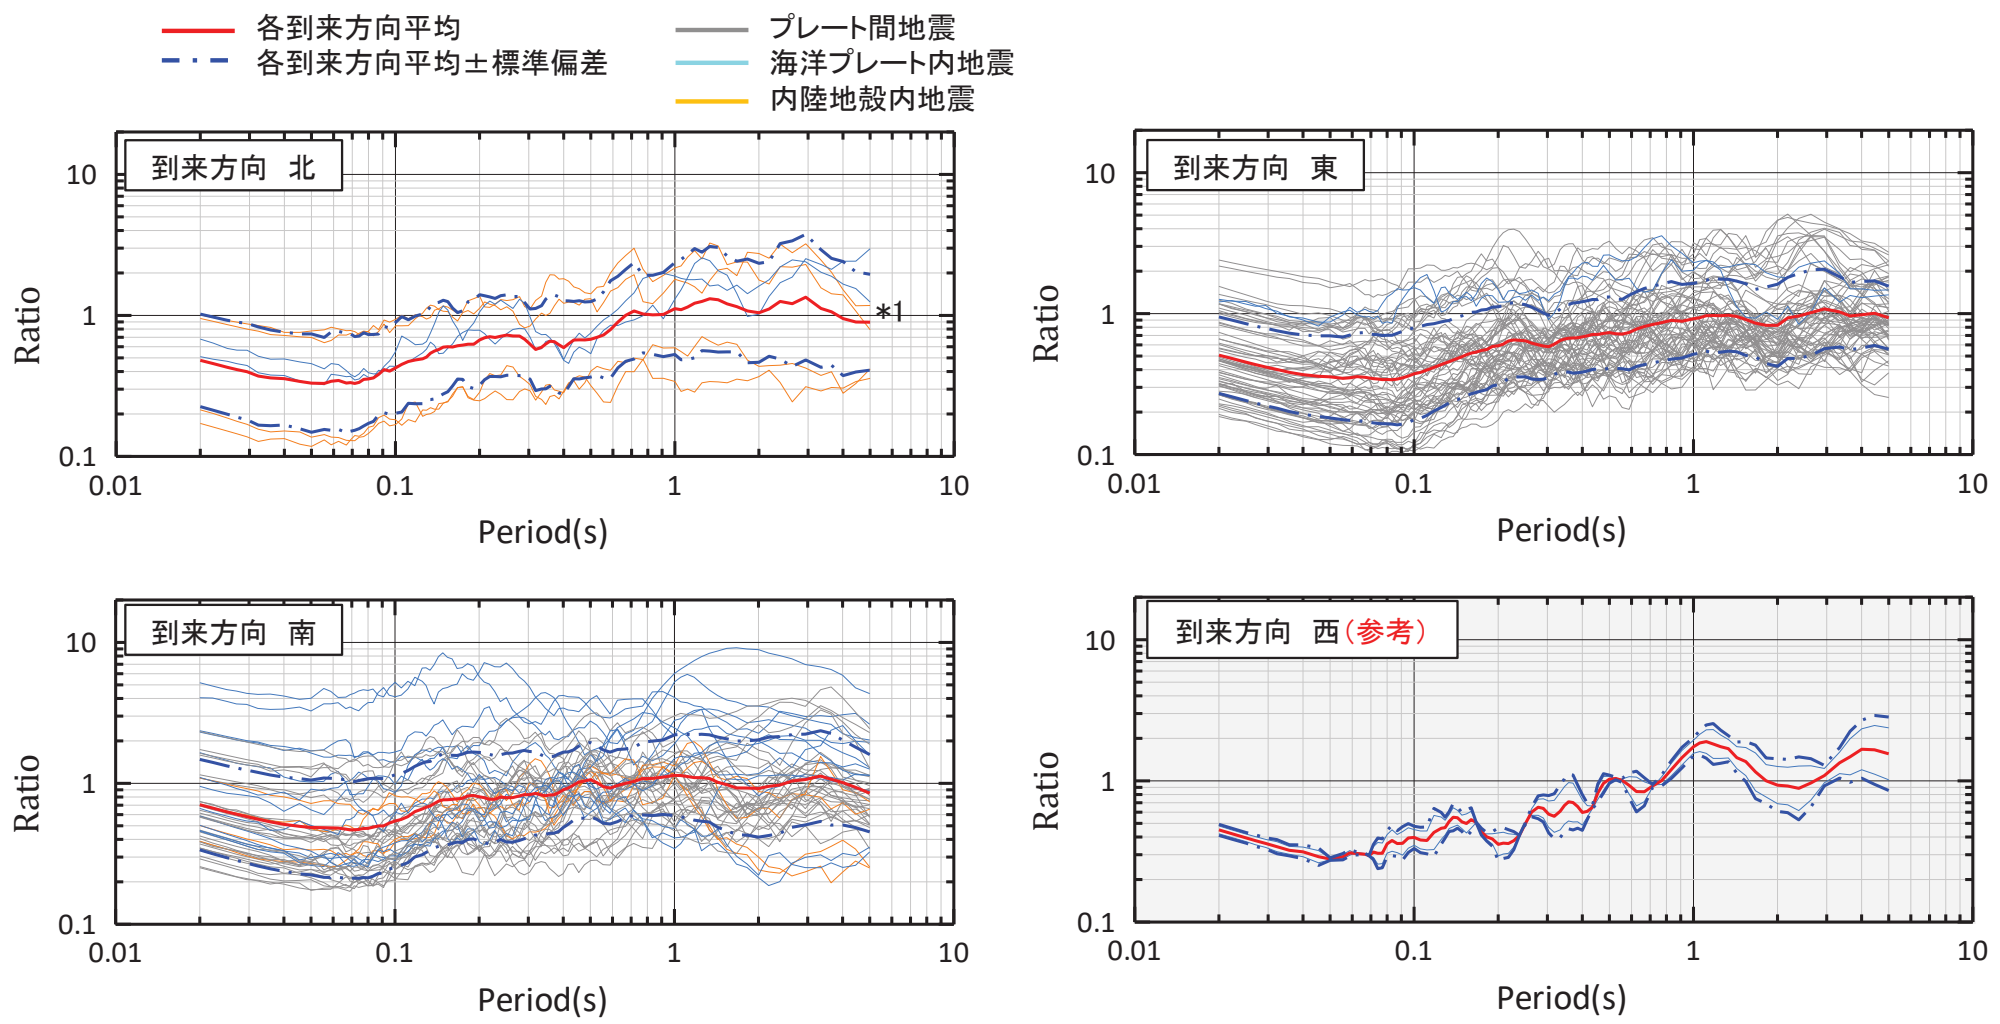 各到来方向平均
各到来方向平均±標準偏差
プレート間地震
海洋プレート内地震
内陸地殻内地震
到来方向　北
10
1
0.1
0.01
0.1
1
10
Ratio
Period(s)
*1
到来方向　東
10
1
0.1
0.01
0.1
1
10
Ratio
Period(s)
到来方向　南
10
1
0.1
0.01
0.1
1
10
Ratio
Period(s)
到来方向　西(参考)
10
1
0.1
0.01
0.1
1
10
Ratio
Period(s)